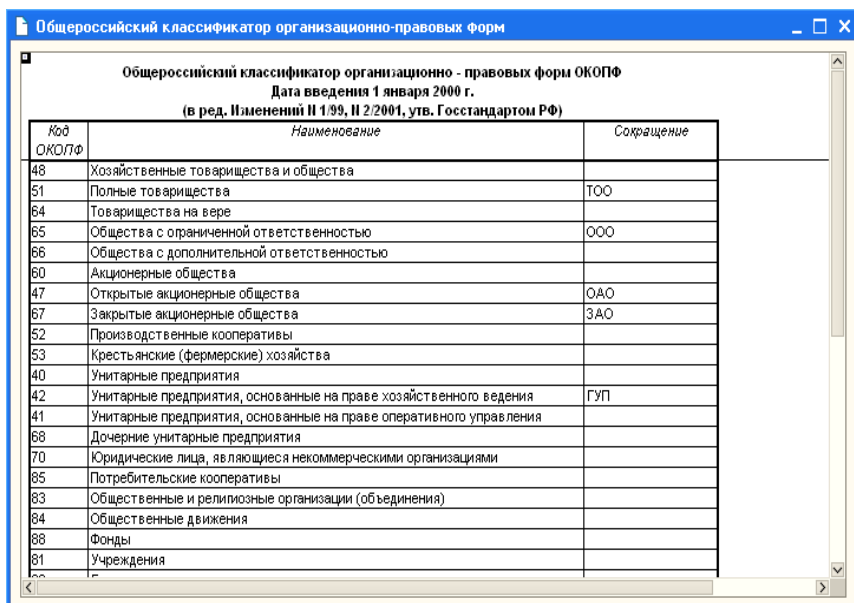 Общероссийский классификатор организационно-правовых форм
Общероссийский классификатор организационно - правовых форм ОКОПФ
Дата введения 1 января 2000 г.
(в ред. Изменений N 1/99, N 2/2001, утв. Госстандартом РФ)
Код ОКОПФ Наименование Сокращение
48 Хозяйственные товарищества и общества
51 Полные товарищества ТОО
64 Товарищества на вере
65 Общества с ограниченной ответственностью ООО
66 Общества с дополнительной ответственностью
60 Акционерные общества
47 Открытые акционерные общества ОАО
67 Закрытые акционерные общества ЗАО
52 Производственные кооперативы
53 Крестьянские (фермерские) хозяйства
40 Унитарные предприятия
42 Унитарные предприятия, основанные на праве хозяйственного ведения ГУП
41 Унитарные предприятия, основанные на праве оперативного управления
68 Дочерние унитарные предприятия
70 Юридические лица, являющиеся некоммерческими организациями
85 Потребительские кооперативы
83 Общественные и религиозные организации (объединения)
84 Общественные движения
88 Фонды
81 Учреждения